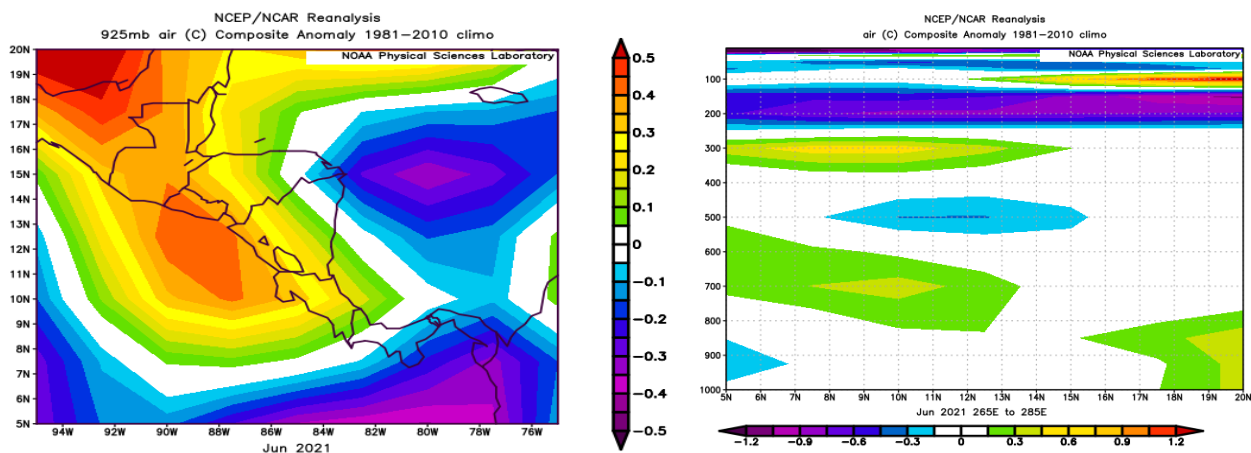 NCEP/NCAR Reanalysis
925mb air (C) Composite Anomaly 1981-2010 climo
NOAA Physical Sciences Laboratory
20N
19N
18N
17N
16N
15N
14N
13N
12N
11N
10N
9N
8N
7N
6N
5N
94W
92W
90W
88W
86W
84W
82W
80W
78W
76W
Jun 2021
0.5
0.4
0.3
0.2
0.1
0
-0.1
-0.2
-0.3
-0.4
-0.5
NCEP/NCAR Reanalysis
air (C) Composite Anomaly 1981-2010 climo
NOAA Physical Sciences Laboratory
100
200
300
400
500
600
700
800
900
1000
5N
6N
7N
8N
9N
10N
11N
12N
13N
14N
15N
16N
17N
18N
19N
20N
Jun 2021 265E to 285E
-1.2
-0.9
-0.6
-0.3
0
0.3
0.6
0.9
1.2